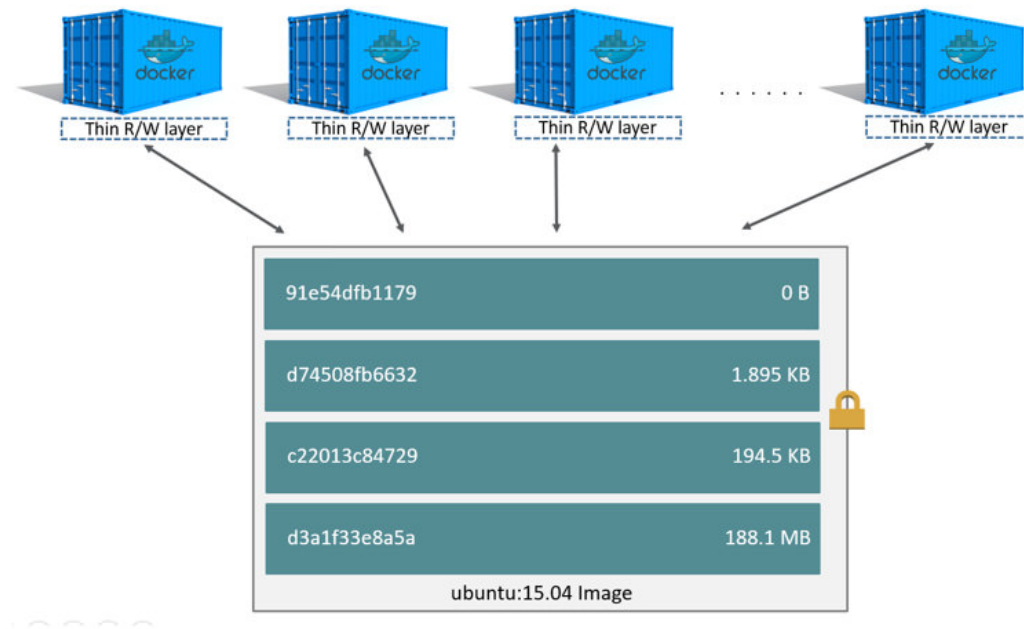 docker docker docker docker
Thin R/W layer Thin R/W layer Thin R/W layer . . . . . . Thin R/W layer
91e54dfb1179 0 B
d74508fb6632 1.895 KB
c22013c84729 194.5 KB
d3a1f33e8a5a 188.1 MB
ubuntu:15.04 Image